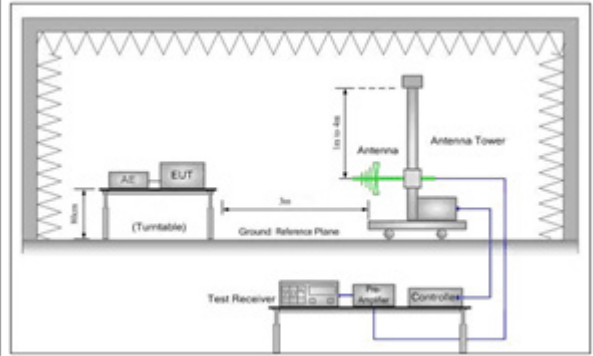 1m to 4m
Antenna
Antenna Tower
AE
EUT
80cm
3m
(Turntable)
Ground Reference Plane
Test Receiver
Pre-
Amplifier
Controller